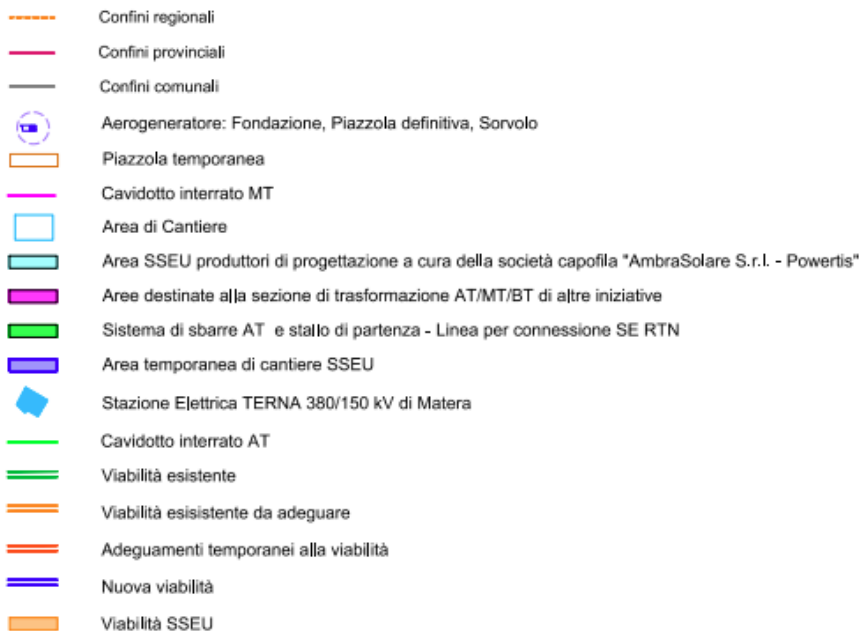 Confini regionali
Confini provinciali
Confini comunali
Aerogeneratore: Fondazione, Piazzola definitiva, Sorvolo
Piazzola temporanea
Cavidotto interrato MT
Area di Cantiere
Area SSEU produttori di progettazione a cura della società capofila "AmbraSolare S.r.l. - Powertis"
Aree destinate alla sezione di trasformazione AT/MT/BT di altre iniziative
Sistema di sbarre AT e stallo di partenza - Linea per connessione SE RTN
Area temporanea di cantiere SSEU
Stazione Elettrica TERNA 380/150 kV di Matera
Cavidotto interrato AT
Viabilità esistente
Viabilità esisistente da adeguare
Adeguamenti temporanei alla viabilità
Nuova viabilità
Viabilità SSEU